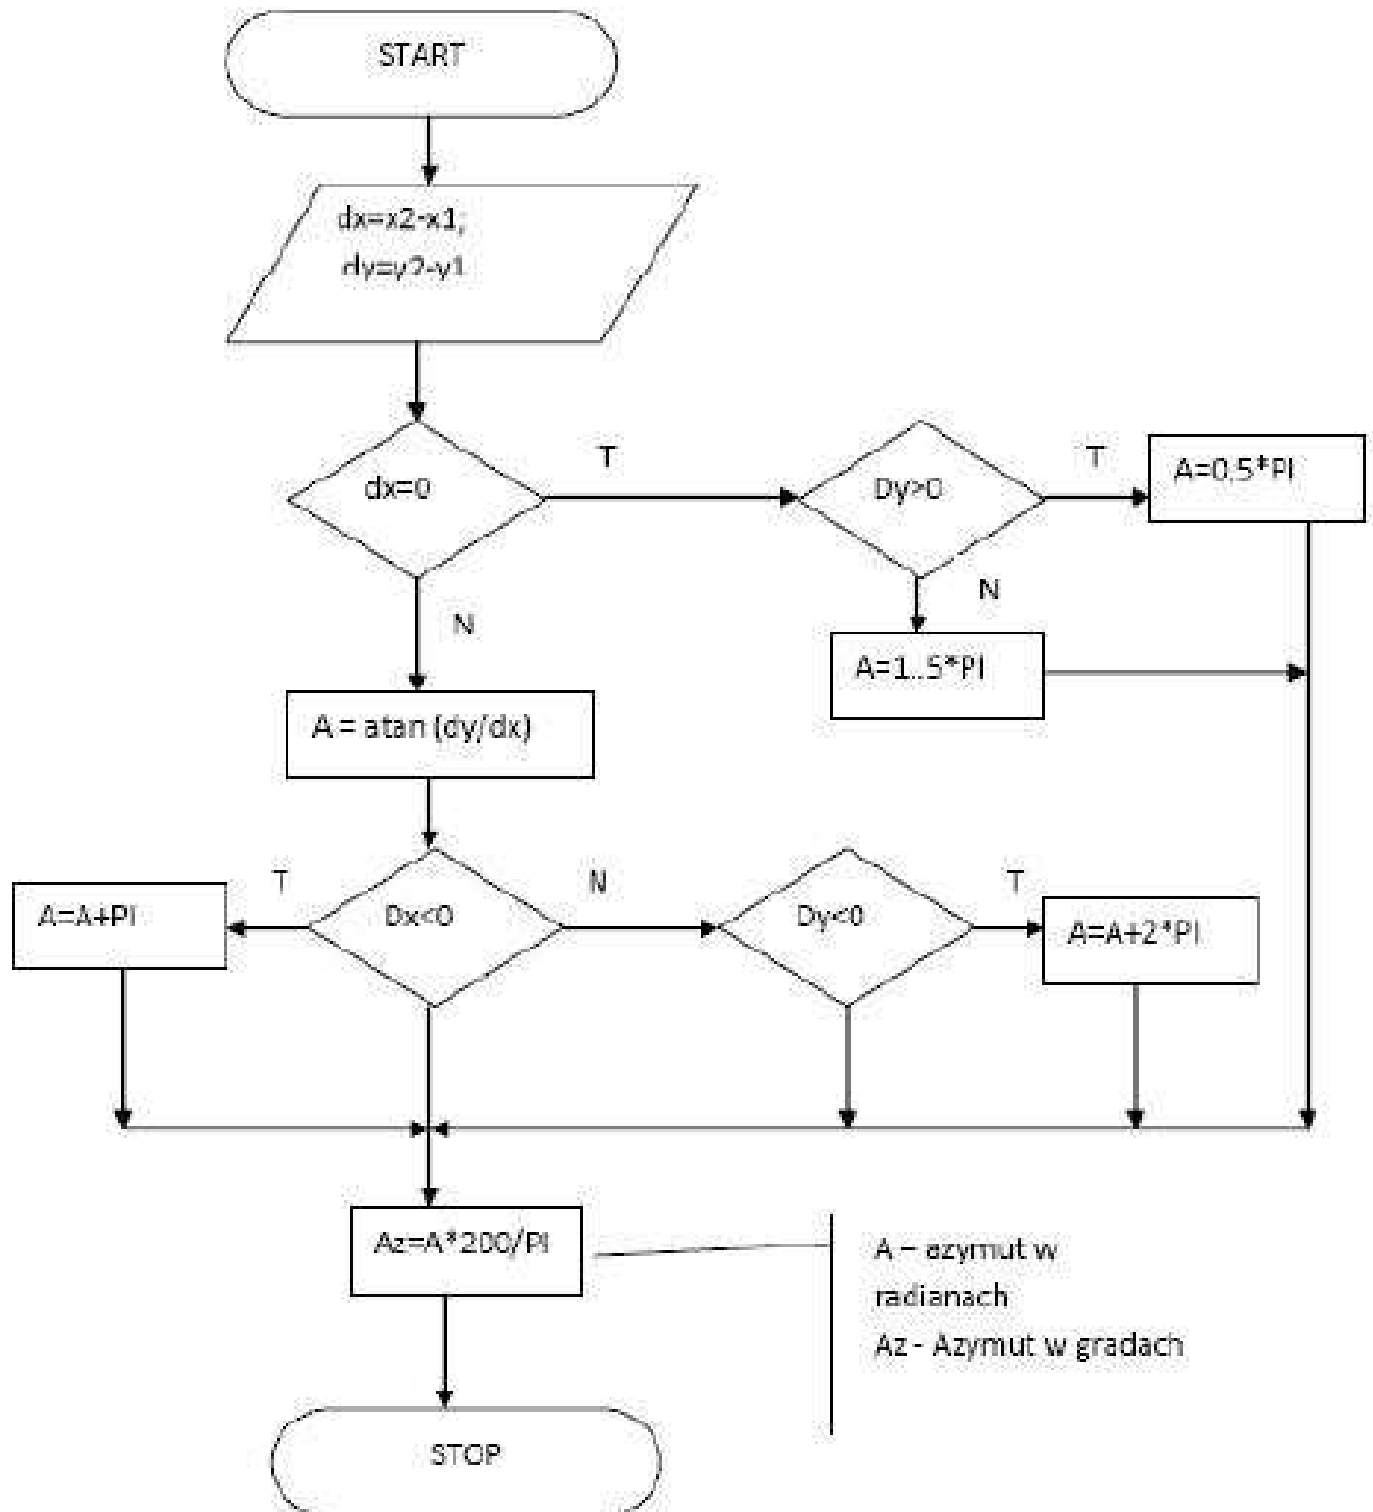 START
dx=x2-x1;
dy=y2-y1
dx=0
T
Dy>0
T
A=0.5*PI
N
N
A=1..5*PI
A = atan (dy/dx)
T
Dx<0
N
Dy<0
T
A=A+PI
A=A+2*PI
Az=A*200/PI
A – azymut w
radianach
Az - Azymut w gradach
STOP